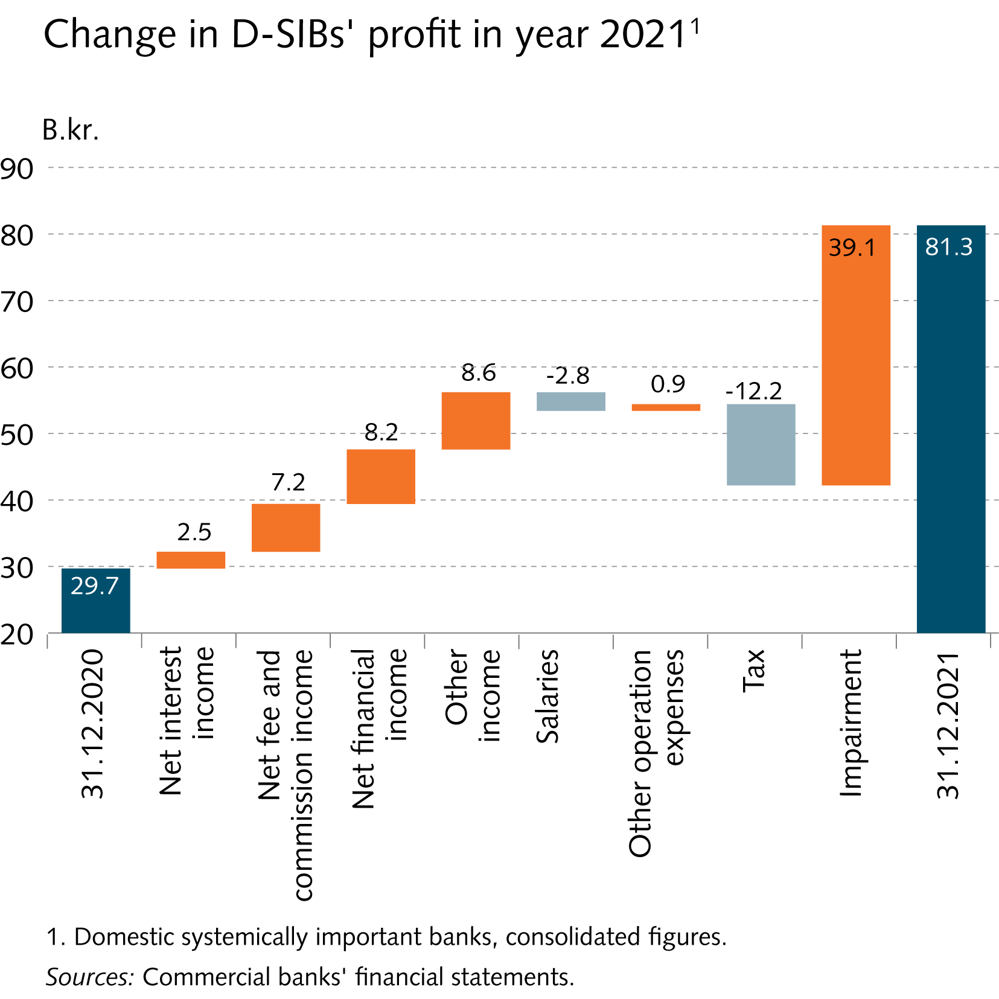 Change in D-SIBs' profit in year 2021¹
B.kr.
90
80
70
60
50
40
30
20
29.7
2.5
7.2
8.2
8.6
-2.8
0.9
-12.2
39.1
81.3
31.12.2020
Net interest
income
Net fee and
commission income
Net financial
income
Other
income
Salaries
Other operation
expenses
Tax
Impairment
31.12.2021
1. Domestic systemically important banks, consolidated figures.
Sources: Commercial banks' financial statements.